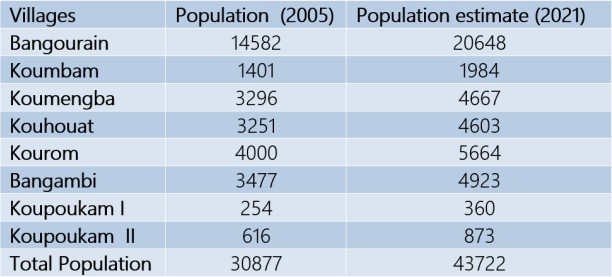 Villages Population (2005) Population estimate (2021)
Bangourain 14582 20648
Koumbam 1401 1984
Koumengba 3296 4667
Kouhouat 3251 4603
Kourom 4000 5664
Bangambi 3477 4923
Koupoukam I 254 360
Koupoukam II 616 873
Total Population 30877 43722